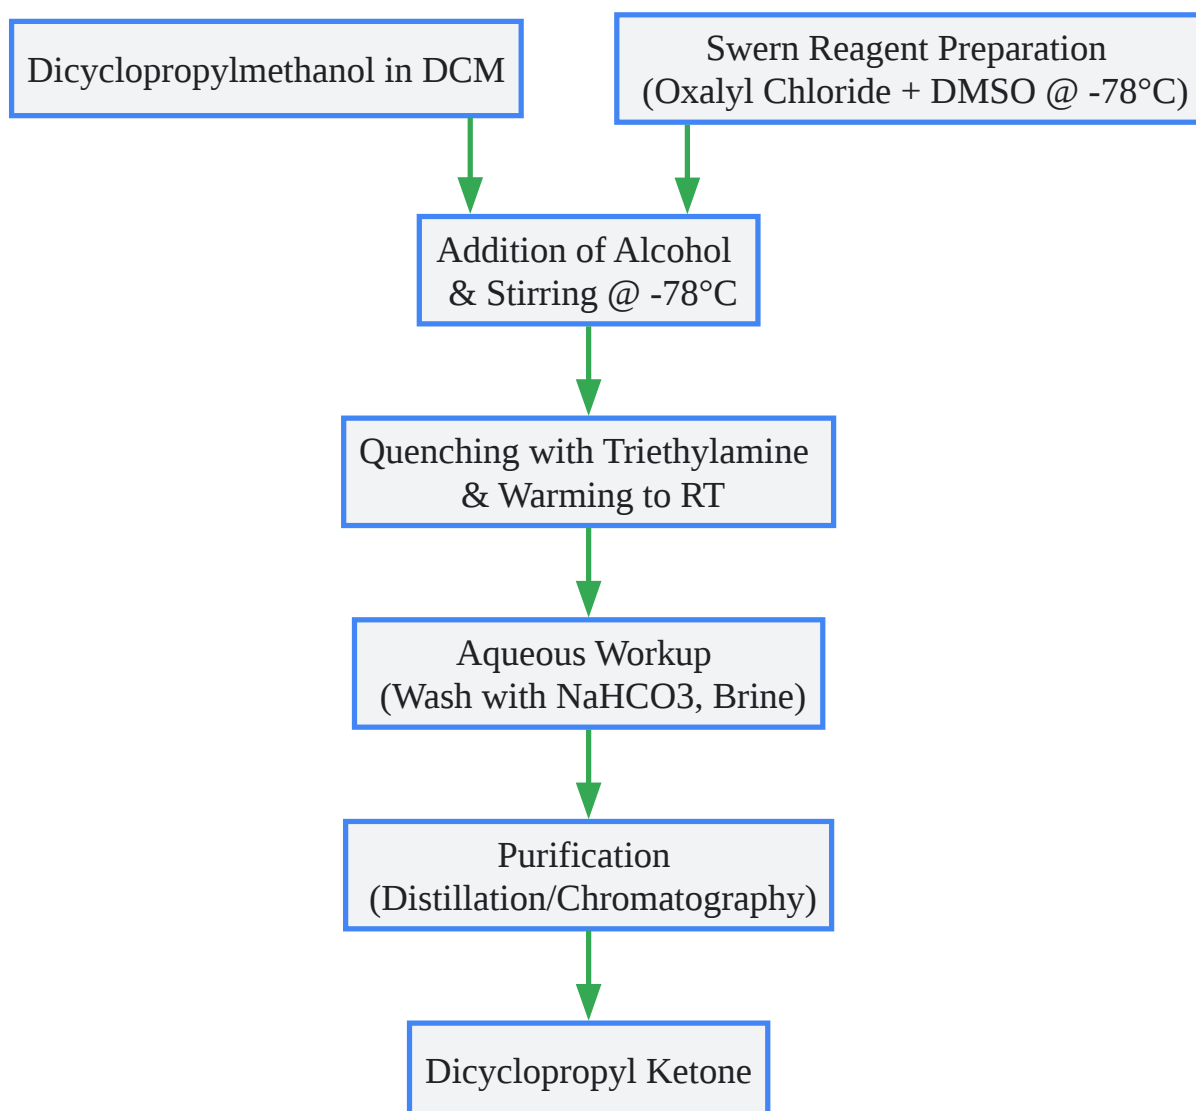 Dicyclopropylmethanol in DCM
Swern Reagent Preparation
(Oxalyl Chloride + DMSO @ -78°C)
Addition of Alcohol
& Stirring @ -78°C
Quenching with Triethylamine
& Warming to RT
Aqueous Workup
(Wash with NaHCO3, Brine)
Purification
(Distillation/Chromatography)
Dicyclopropyl Ketone